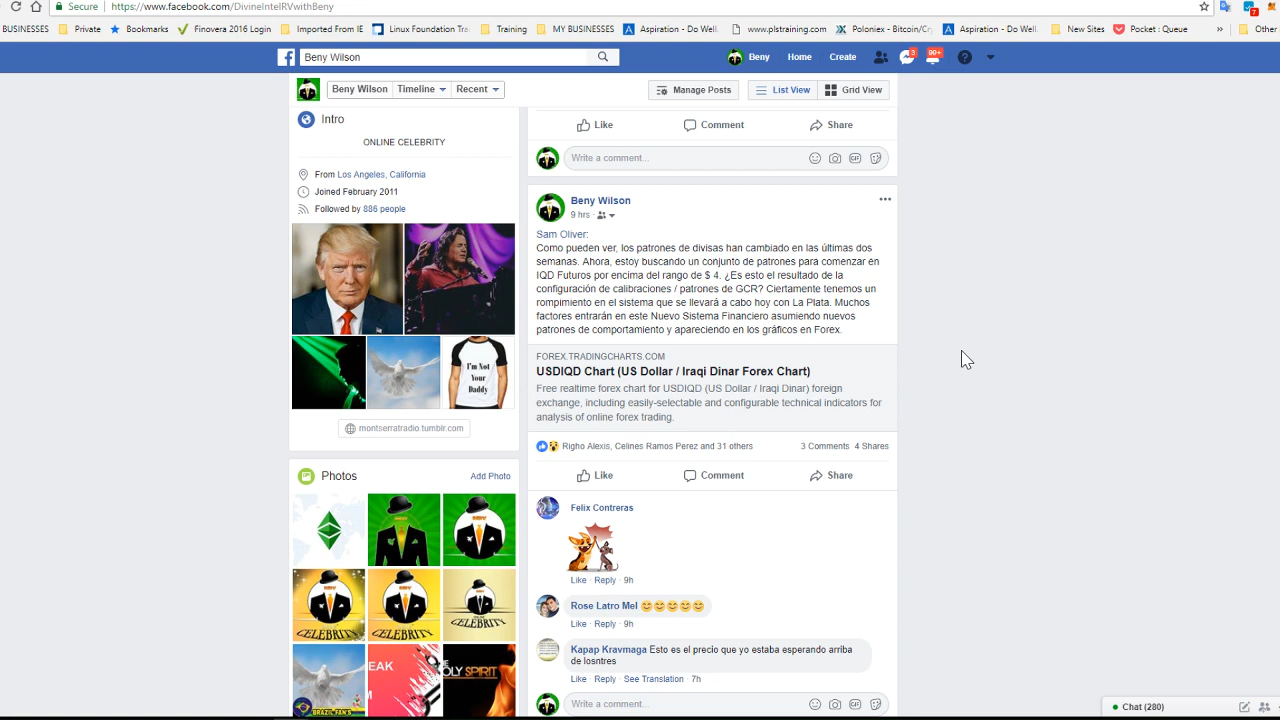 Secure https://www.facebook.com/DivineIntelRVwithBeny
BUSINESSES Private Bookmarks Finovera 2016 Login Imported From IE Linux Foundation Tra Training MY BUSINESSES Aspiration - Do Well. www.plstraining.com Poloniex - Bitcoin/Cr Aspiration - Do Well. New Sites Pocket : Queue » Other
Beny Wilson Beny Home Create 3 99+
Beny Wilson Timeline Recent Manage Posts List View Grid View
Intro
ONLINE CELEBRITY
From Los Angeles, California
Joined February 2011
Followed by 886 people
I'm Not
Your
Daddy
montserratradio.tumblr.com
Photos Add Photo
CELEBRITY
CELEBRITY
CELEBRITY
BRAZIL FAN'S
EAK
HOLY SPIRIT
Like Comment Share
Write a comment...
Beny Wilson
9 hrs
Sam Oliver:
Como pueden ver, los patrones de divisas han cambiado en las últimas dos
semanas. Ahora, estoy buscando un conjunto de patrones para comenzar en
IQD Futuros por encima del rango de $ 4. ¿Es esto el resultado de la
configuración de calibraciones / patrones de GCR? Ciertamente tenemos un
rompimiento en el sistema que se llevará a cabo hoy con La Plata. Muchos
factores entrarán en este Nuevo Sistema Financiero asumiendo nuevos
patrones de comportamiento y apareciendo en los gráficos en Forex.
FOREX.TRADINGCHARTS.COM
USDIQD Chart (US Dollar / Iraqi Dinar Forex Chart)
Free realtime forex chart for USDIQD (US Dollar / Iraqi Dinar) foreign
exchange, including easily-selectable and configurable technical indicators for
analysis of online forex trading.
Righo Alexis, Celines Ramos Perez and 31 others 3 Comments 4 Shares
Like Comment Share
Felix Contreras
Like · Reply · 9h
Rose Latro Mel
Like · Reply · 9h
Kapap Kravmaga Esto es el precio que yo estaba esperando arriba
de losntres
Like · Reply · See Translation · 7h
Write a comment...
Chat (280)